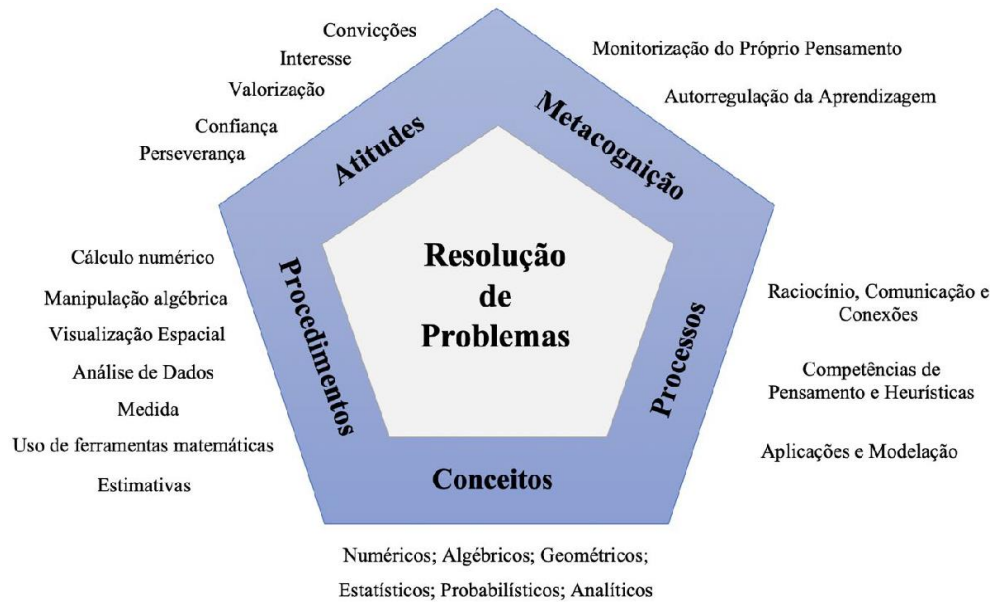 Convicções
Interesse
Valorização
Confiança
Perseverança
Atitudes
Monitorização do Próprio Pensamento
Autorregulação da Aprendizagem
Metacognição
Cálculo numérico
Manipulação algébrica
Visualização Espacial
Análise de Dados
Medida
Uso de ferramentas matemáticas
Estimativas
Procedimentos
Resolução
de
Problemas
Processos
Raciocínio, Comunicação e
Conexões
Competências de
Pensamento e Heurísticas
Aplicações e Modelação
Conceitos
Numéricos; Algébricos; Geométricos;
Estatísticos; Probabilísticos; Analíticos